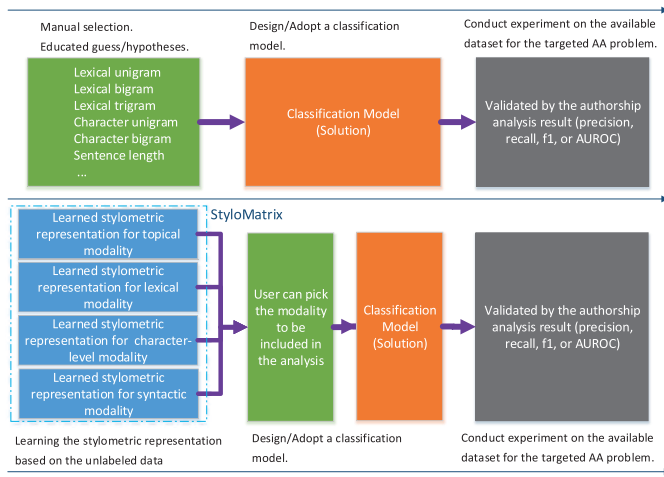 Manual selection.
Educated guess/hypotheses.
Design/Adopt a classification
model.
Conduct experiment on the available
dataset for the targeted AA problem.
Lexical unigram
Lexical bigram
Lexical trigram
Character unigram
Character bigram
Sentence length
...
Classification Model
(Solution)
Validated by the authorship
analysis result (precision,
recall, f1, or AUROC)
StyloMatrix
Learned stylometric
representation for topical
modality
Learned stylometric
representation for lexical
modality
Learned stylometric
representation for character-
level modality
Learned stylometric
representation for syntactic
modality
User can pick
the modality
to be
included in
the analysis
Classification
Model
(Solution)
Validated by the authorship
analysis result (precision,
recall, f1, or AUROC)
Learning the stylometric representation
based on the unlabeled data
Design/Adopt a classification
model.
Conduct experiment on the available
dataset for the targeted AA problem.